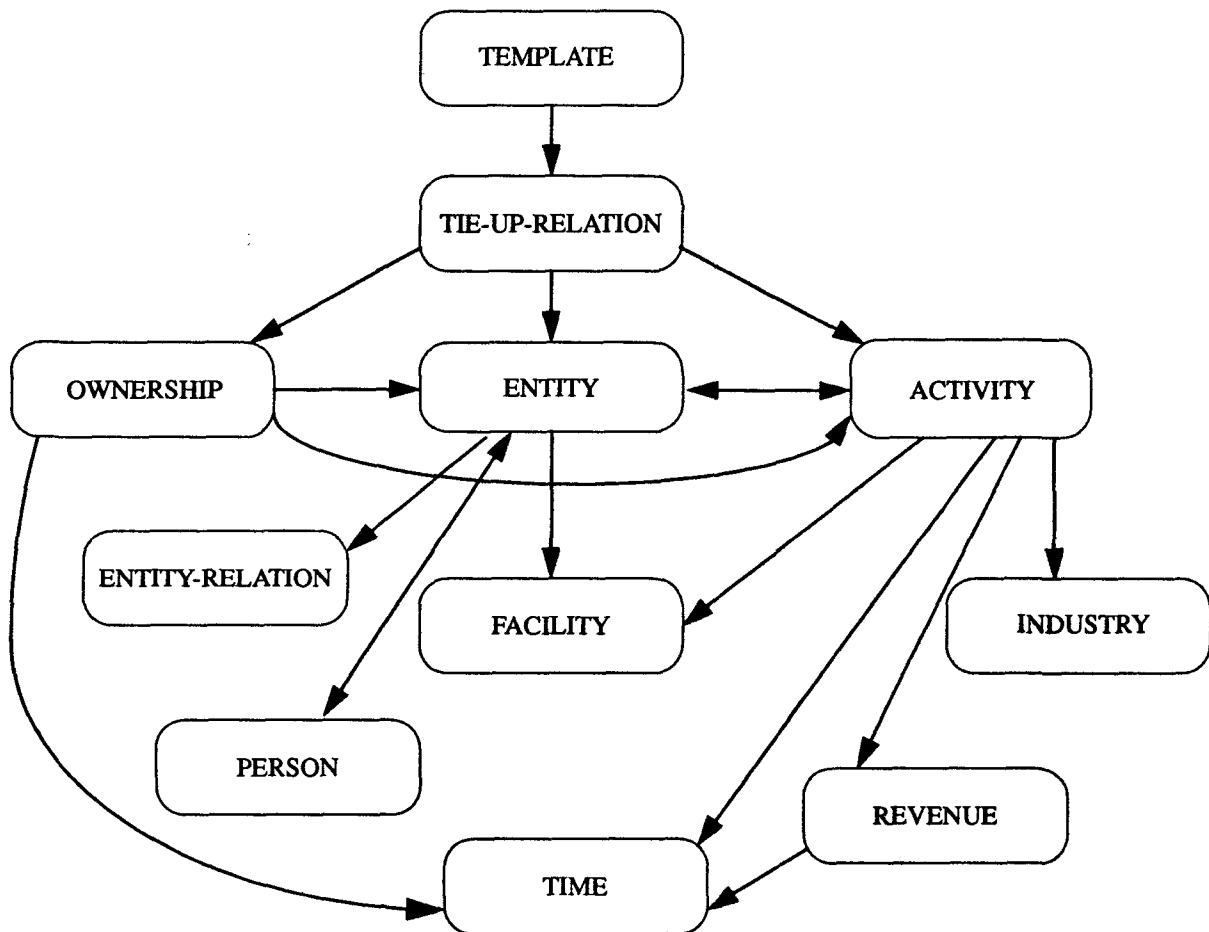 TEMPLATE
TIE-UP-RELATION
OWNERSHIP
ENTITY
ACTIVITY
ENTITY-RELATION
FACILITY
INDUSTRY
PERSON
REVENUE
TIME